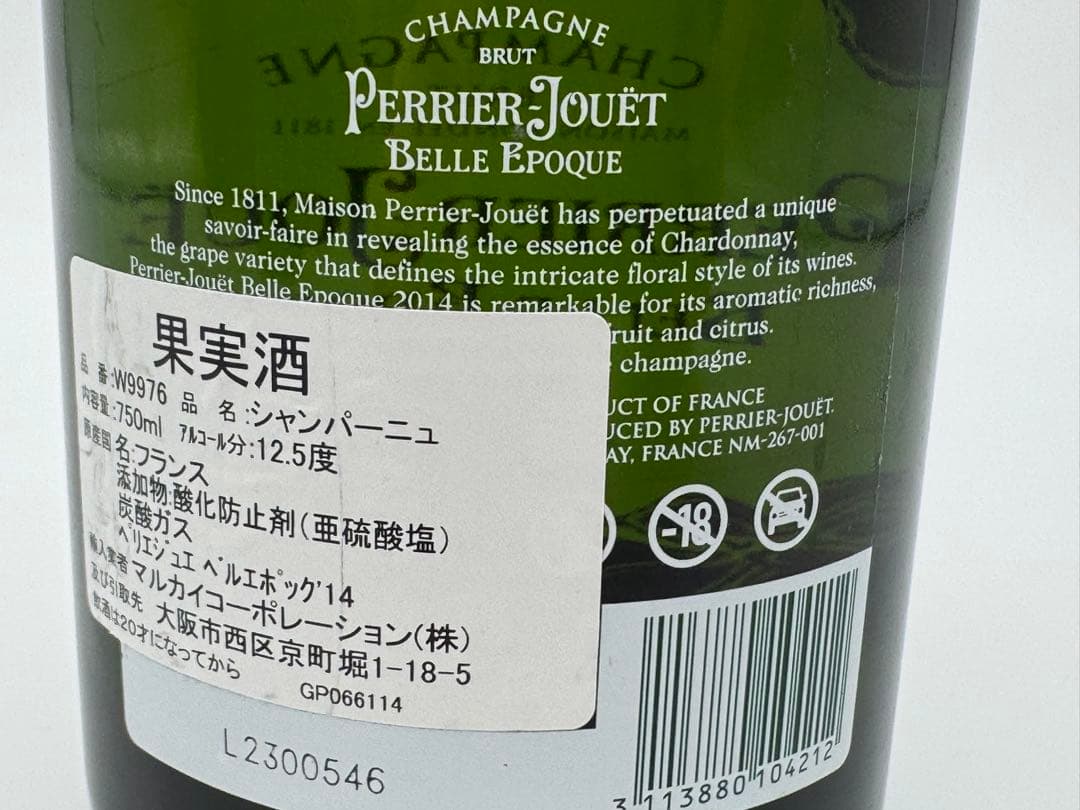 CHAMPAGNE
BRUT
PERRIER-JOUËT
BELLE EPOQUE
Since 1811, Maison Perrier-Jouët has perpetuated a unique
savoir-faire in revealing the essence of Chardonnay,
the grape variety that defines the intricate floral style of its wines.
Perrier-Jouët Belle Epoque 2014 is remarkable for its aromatic richness,
ruit and citrus.
champagne.
UCT OF FRANCE
UCED BY PERRIER-JOUËT.
AY, FRANCE NM-267-001
-18
果実酒
品 番:W9976 品 名:シャンパーニュ
内容量:750ml アルコール分:12.5度
原産国名:フランス
添加物:酸化防止剤(亜硫酸塩)
炭酸ガス
ペリエジュエ ベルエポック'14
輸入業者 マルカイコーポレーション(株)
及び引取先 大阪市西区京町堀1-18-5
飲酒は20才になってから
GP066114
L2300546
3 113880 104212